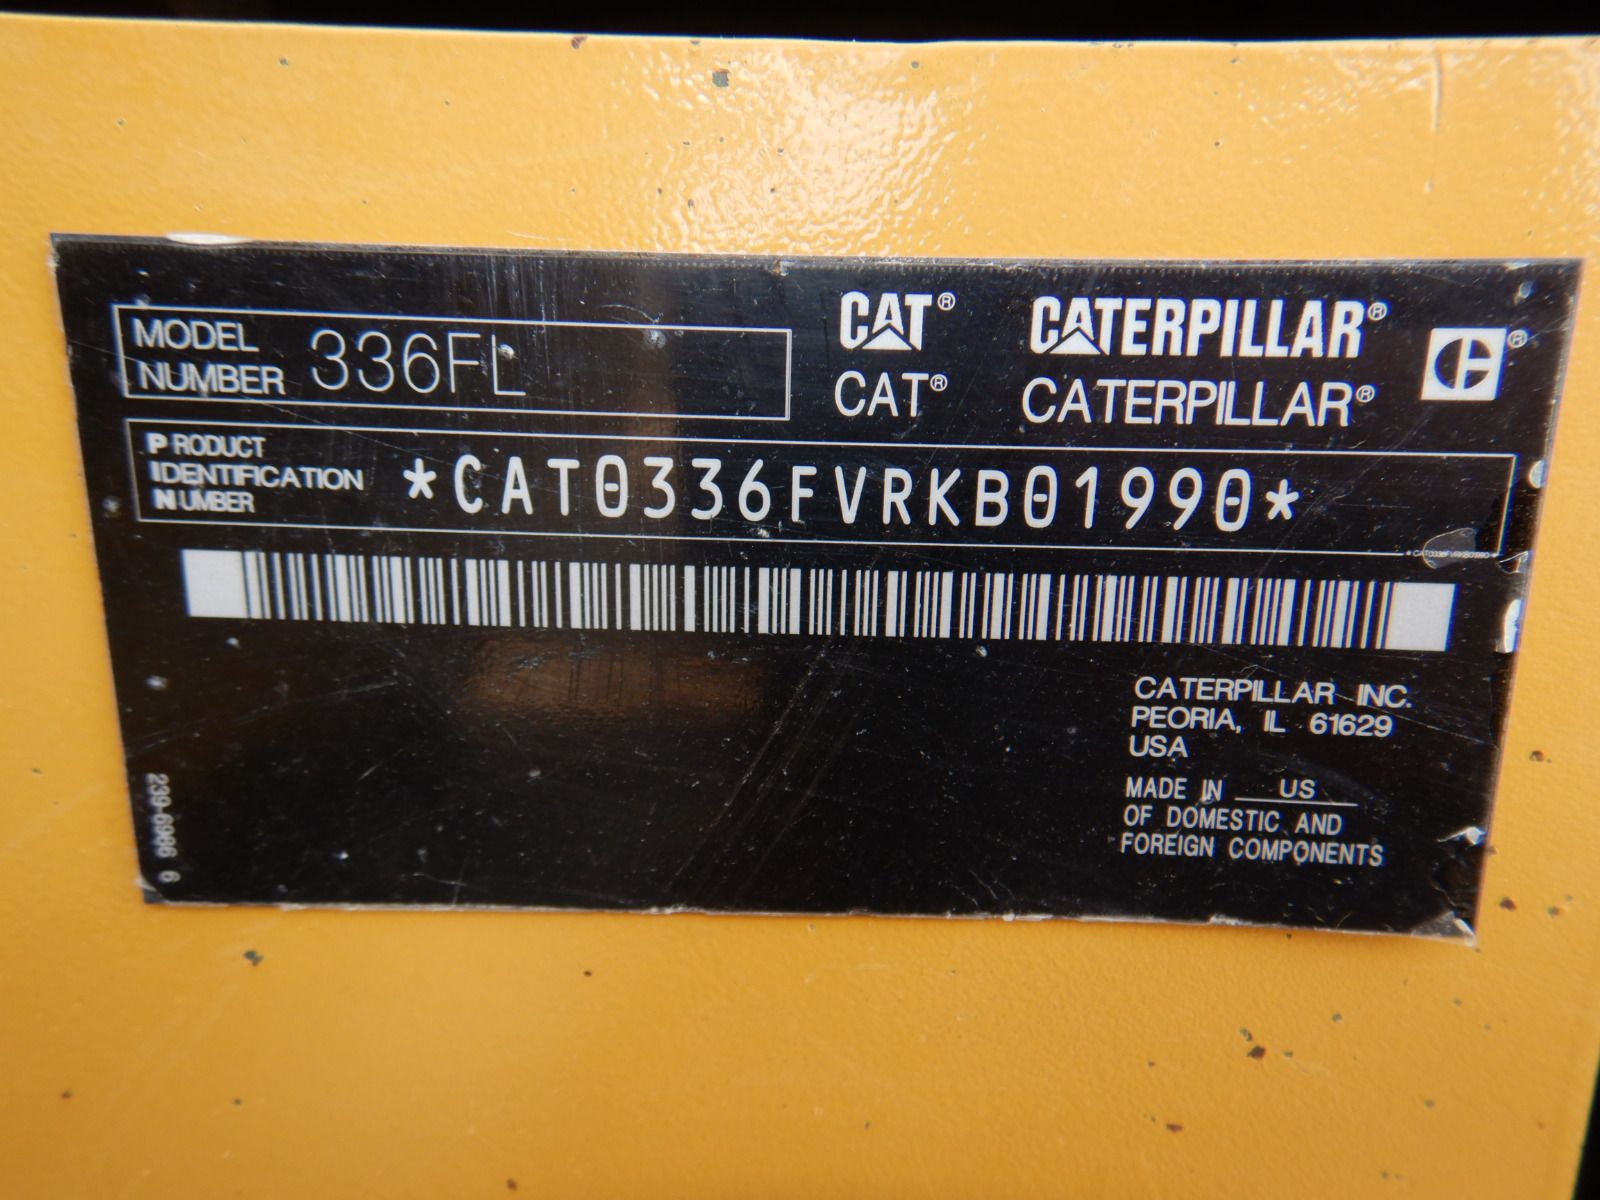 MODEL NUMBER 336FL
CAT® CATERPILLAR®
CAT® CATERPILLAR®
PRODUCT
IDENTIFICATION
NUMBER
*CAT0336FVRKB01990*
*CAT0336FVRKB01990*
CATERPILLAR INC.
PEORIA, IL 61629
USA
MADE IN US
OF DOMESTIC AND
FOREIGN COMPONENTS
239-6986 6